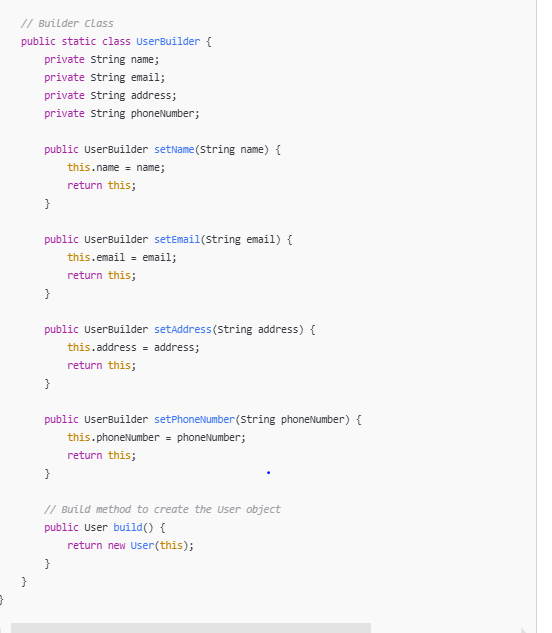 // Builder Class
public static class UserBuilder {
private String name;
private String email;
private String address;
private String phoneNumber;
public UserBuilder setName(String name) {
this.name = name;
return this;
}
public UserBuilder setEmail(String email) {
this.email = email;
return this;
}
public UserBuilder setAddress(String address) {
this.address = address;
return this;
}
public UserBuilder setPhoneNumber(String phoneNumber) {
this.phoneNumber = phoneNumber;
return this;
}
// Build method to create the User object
public User build() {
return new User(this);
}
}
}